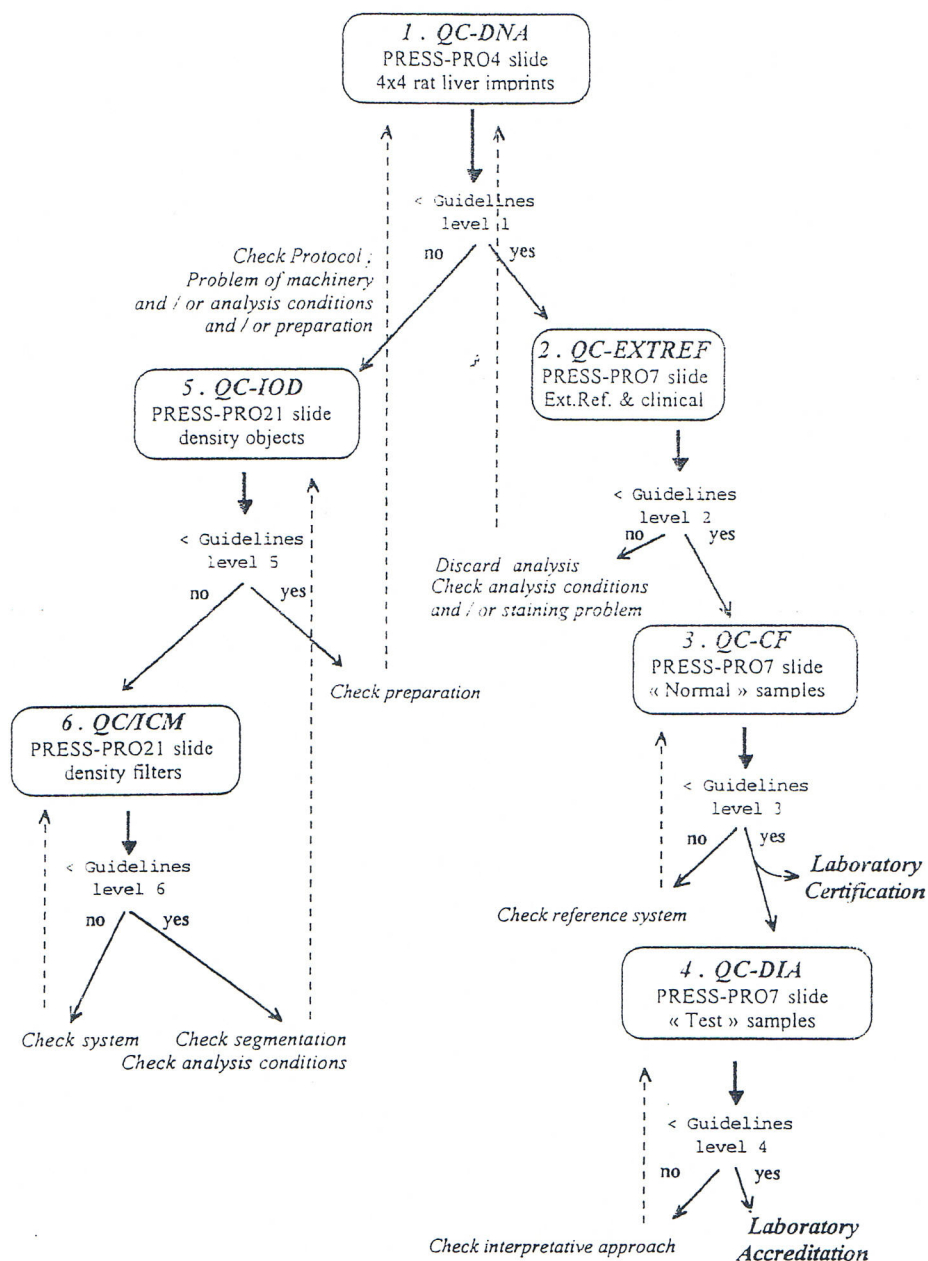 1 . QC-DNA
PRESS-PRO4 slide
4x4 rat liver imprints
< Guidelines
level 1
no
yes
Check Protocol ;
Problem of machinery
and / or analysis conditions
and / or preparation
2 . QC-EXTREF
PRESS-PRO7 slide
Ext.Ref. & clinical
5 . QC-IOD
PRESS-PRO21 slide
density objects
< Guidelines
level 2
no
yes
Discard analysis
Check analysis conditions
and / or staining problem
< Guidelines
level 5
no
yes
Check preparation
3 . QC-CF
PRESS-PRO7 slide
« Normal » samples
6 . QC/ICM
PRESS-PRO21 slide
density filters
< Guidelines
level 3
no
yes
Laboratory
Certification
Check reference system
< Guidelines
level 6
no
yes
Check system
Check segmentation
Check analysis conditions
4 . QC-DIA
PRESS-PRO7 slide
« Test » samples
< Guidelines
level 4
no
yes
Check interpretative approach
Laboratory
Accreditation